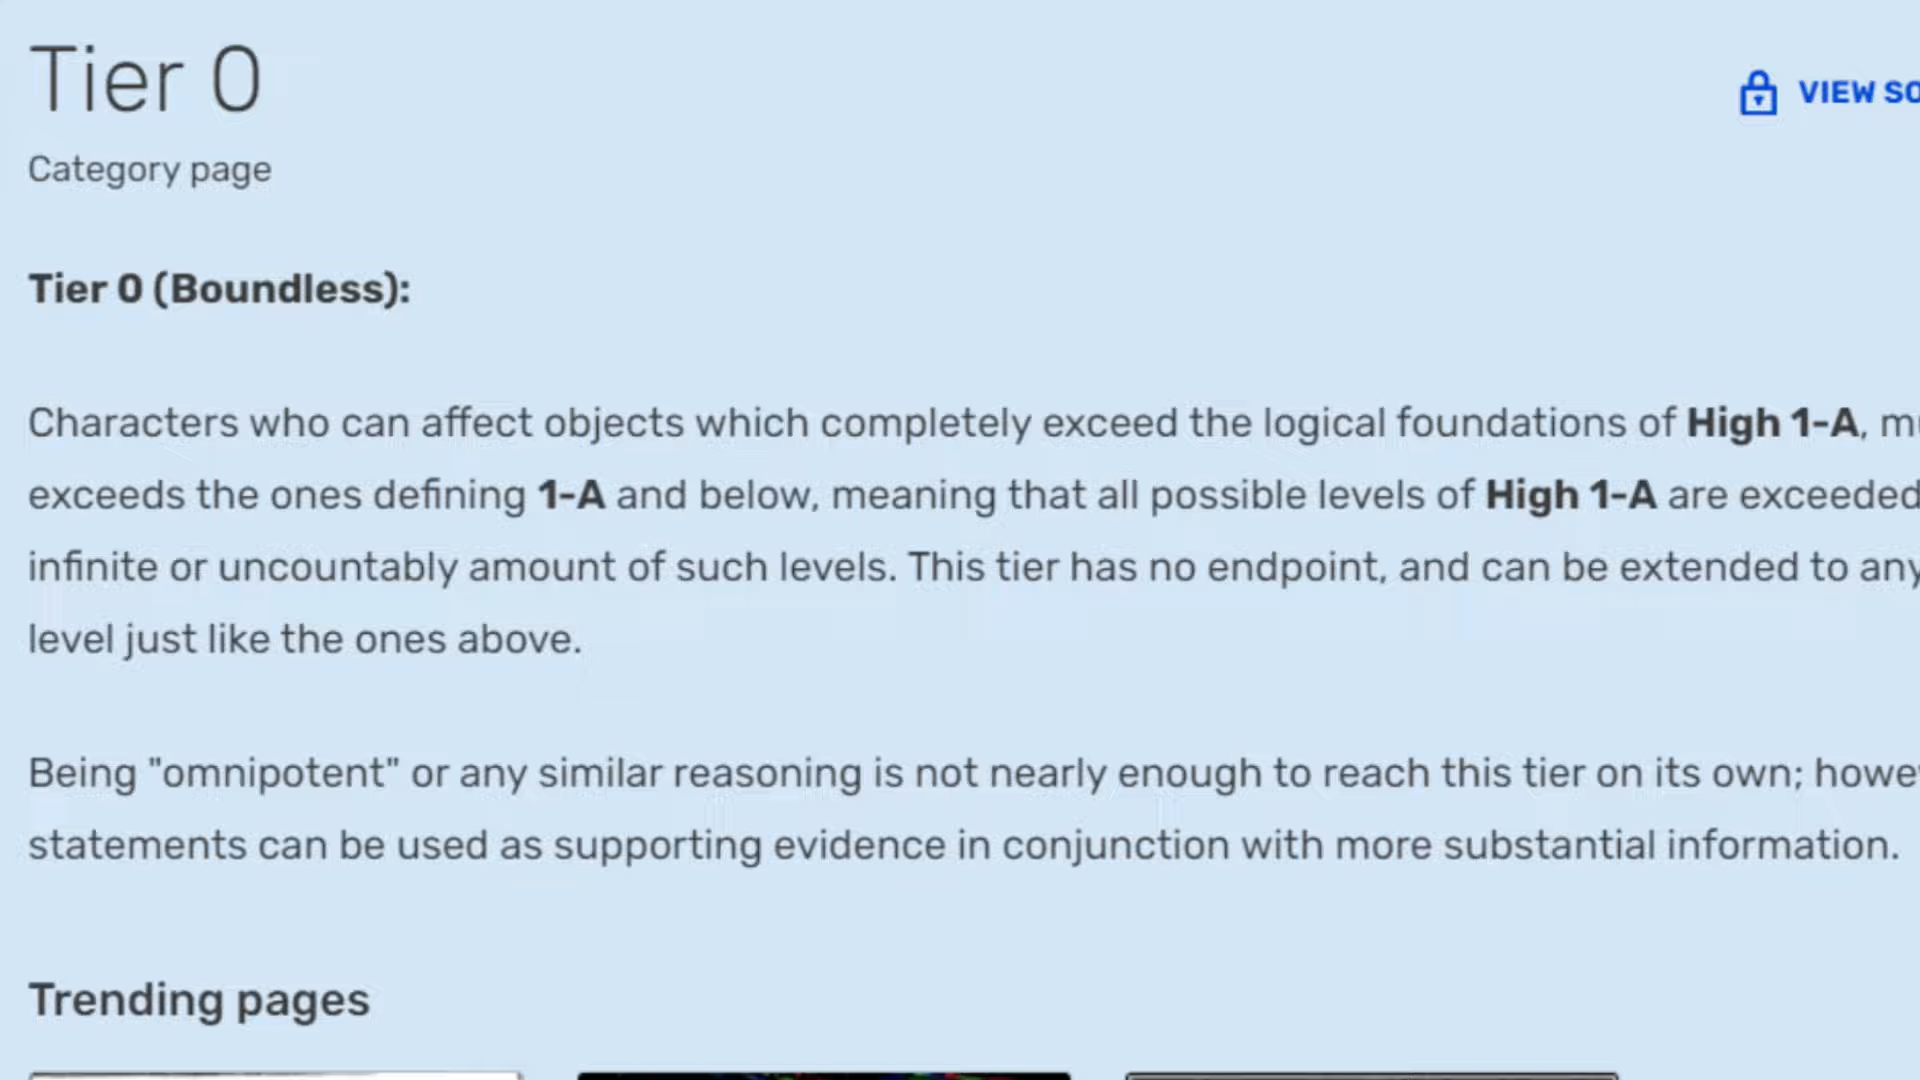 Tier 0
VIEW SO
Category page
Tier 0 (Boundless):
Characters who can affect objects which completely exceed the logical foundations of High 1-A, m
exceeds the ones defining 1-A and below, meaning that all possible levels of High 1-A are exceeded
infinite or uncountably amount of such levels. This tier has no endpoint, and can be extended to any
level just like the ones above.
Being "omnipotent" or any similar reasoning is not nearly enough to reach this tier on its own; howe
statements can be used as supporting evidence in conjunction with more substantial information.
Trending pages